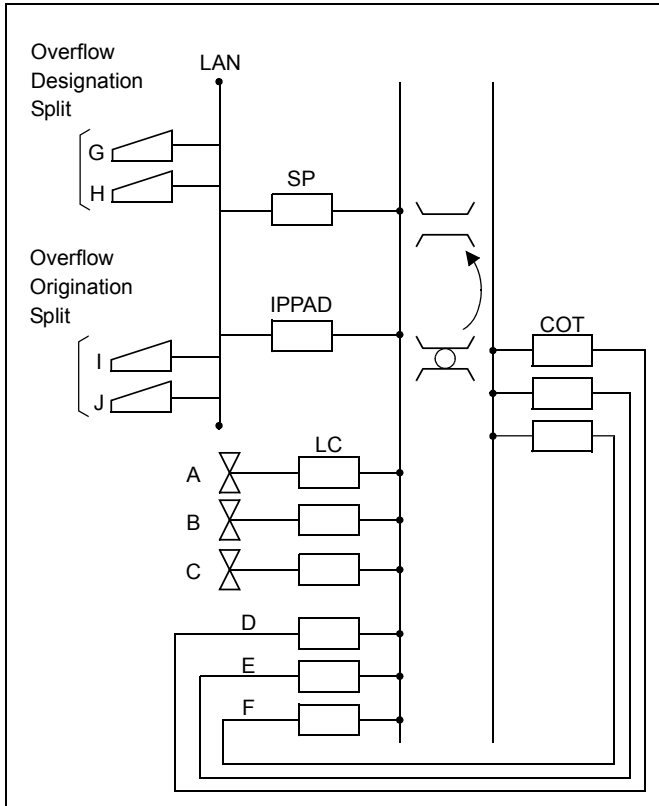 Overflow
Designation
Split
LAN
G
H
SP
Overflow
Origination
Split
IPPAD
COT
I
J
LC
A
B
C
D
E
F